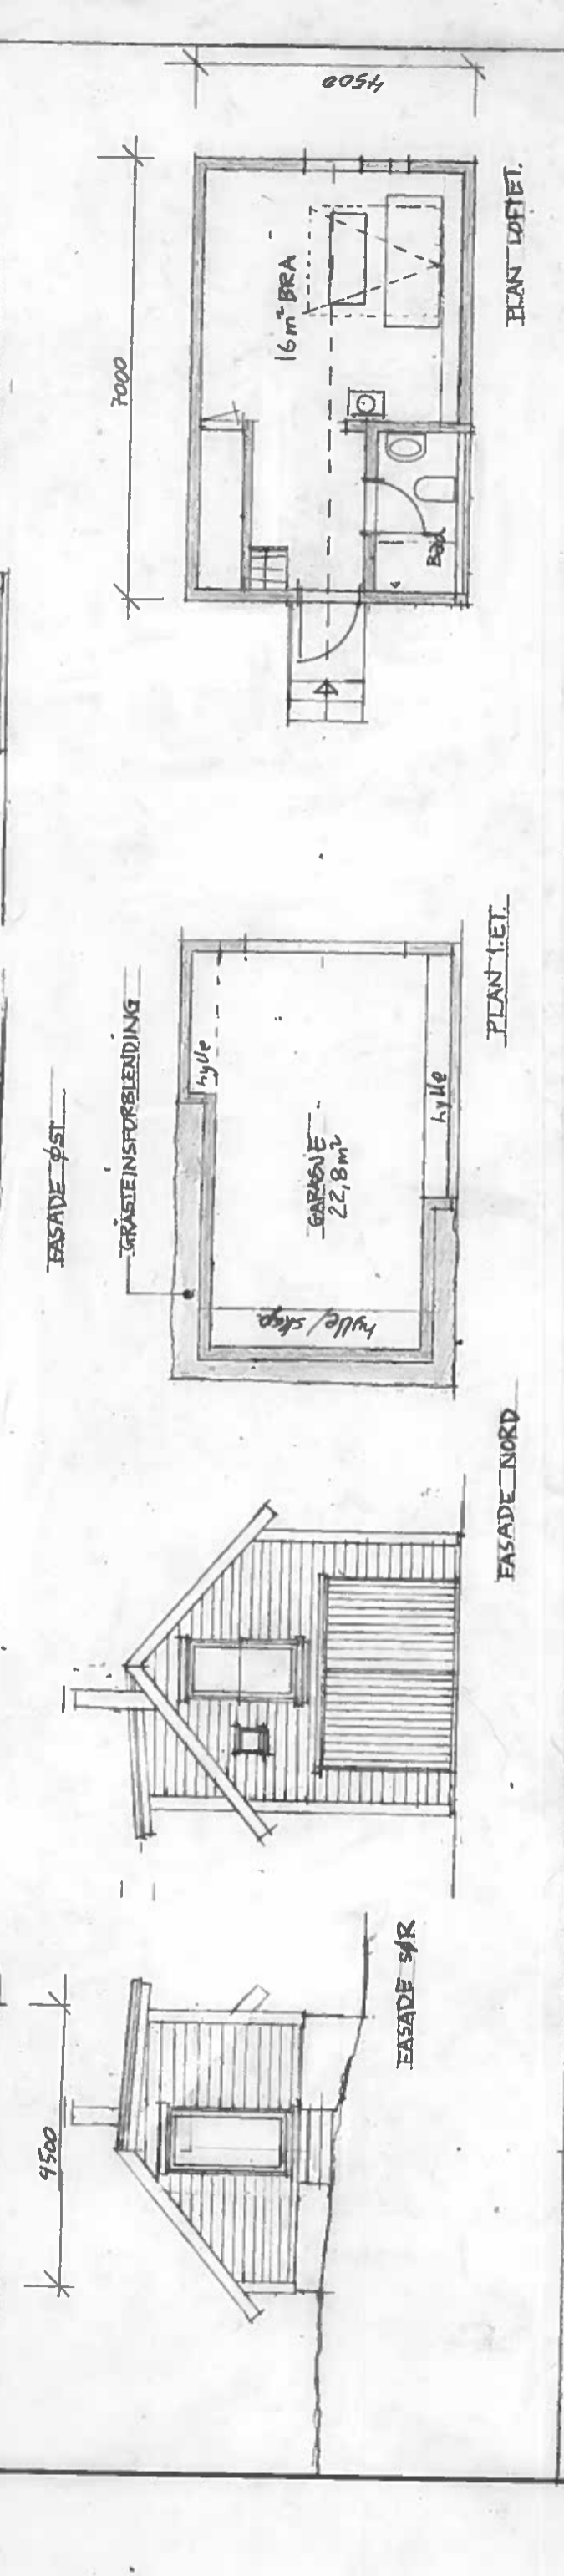 4500
7000
16 m² BRA
Bad
PLAN LOFTET.
GRÅSTEINSFORBLENDING
FASADE ØST
hylle
GARASJE
22,8 m²
hylle
hylle/skap
PLAN 1.ET.
FASADE NORD
4500
FASADE SØR